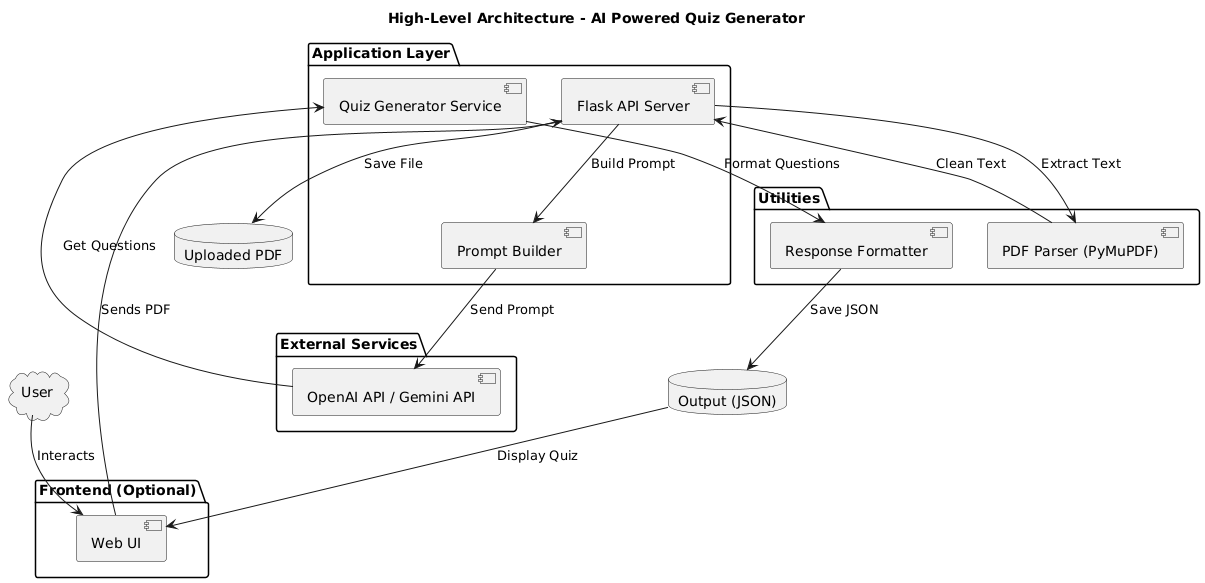 High-Level Architecture - AI Powered Quiz Generator
Application Layer
Quiz Generator Service
Flask API Server
Save File
Build Prompt
Format Questions
Clean Text
Extract Text
Utilities
Get Questions
Uploaded PDF
Prompt Builder
Response Formatter
PDF Parser (PyMuPDF)
Sends PDF
Send Prompt
Save JSON
External Services
User
OpenAI API / Gemini API
Output (JSON)
Interacts
Display Quiz
Frontend (Optional)
Web UI